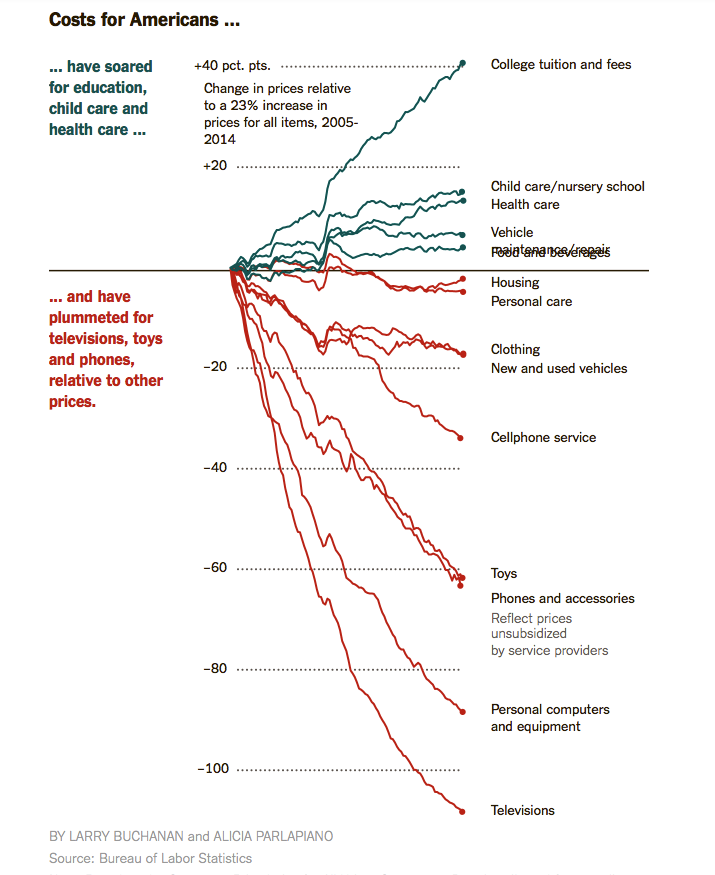 Costs for Americans ...
... have soared
for education,
child care and
health care ...
+40 pct. pts.
Change in prices relative
to a 23% increase in
prices for all items, 2005-
2014
+20
College tuition and fees
Child care/nursery school
Health care
Vehicle
maintenance/repair
Food and beverages
Housing
Personal care
... and have
plummeted for
televisions, toys
and phones,
relative to other
prices.
Clothing
−20
New and used vehicles
Cellphone service
−40
−60
Toys
Phones and accessories
Reflect prices
unsubsidized
by service providers
−80
Personal computers
and equipment
−100
Televisions
BY LARRY BUCHANAN and ALICIA PARLAPIANO
Source: Bureau of Labor Statistics